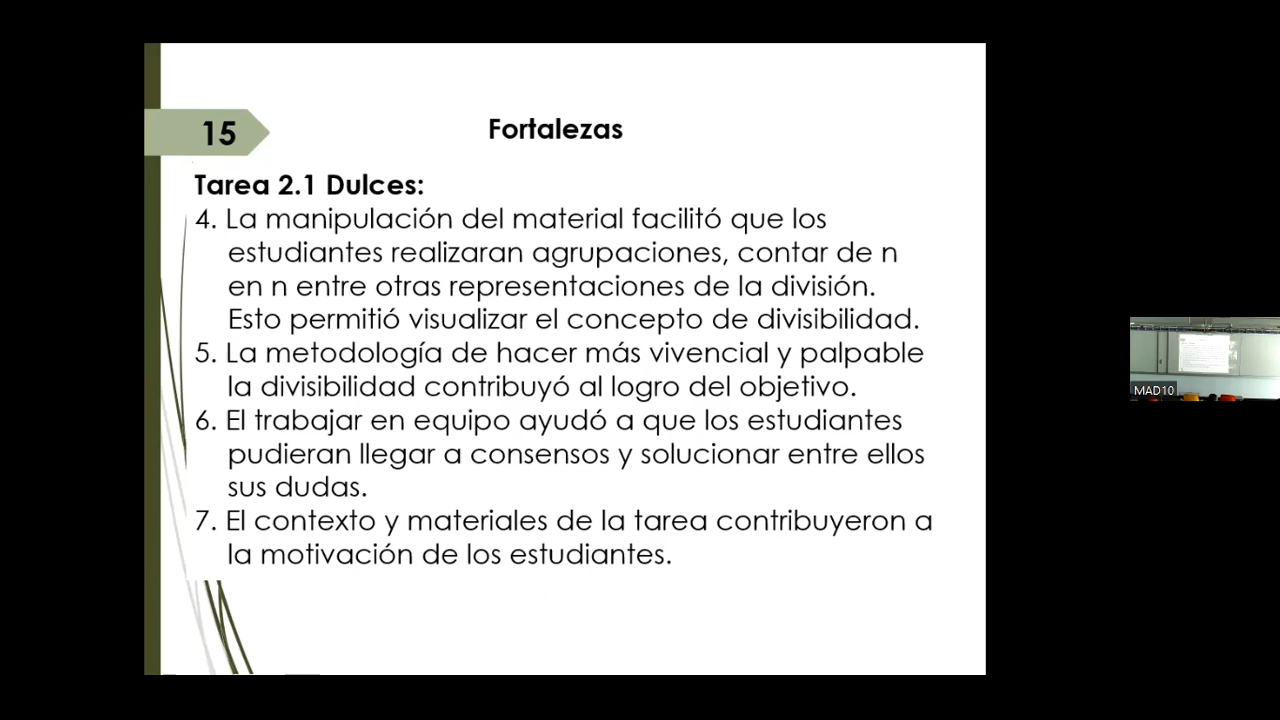 15
Fortalezas
Tarea 2.1 Dulces:
4. La manipulación del material facilitó que los
estudiantes realizaran agrupaciones, contar de n
en n entre otras representaciones de la división.
Esto permitió visualizar el concepto de divisibilidad.
5. La metodología de hacer más vivencial y palpable
la divisibilidad contribuyó al logro del objetivo.
6. El trabajar en equipo ayudó a que los estudiantes
pudieran llegar a consensos y solucionar entre ellos
sus dudas.
7. El contexto y materiales de la tarea contribuyeron a
la motivación de los estudiantes.
MAD10